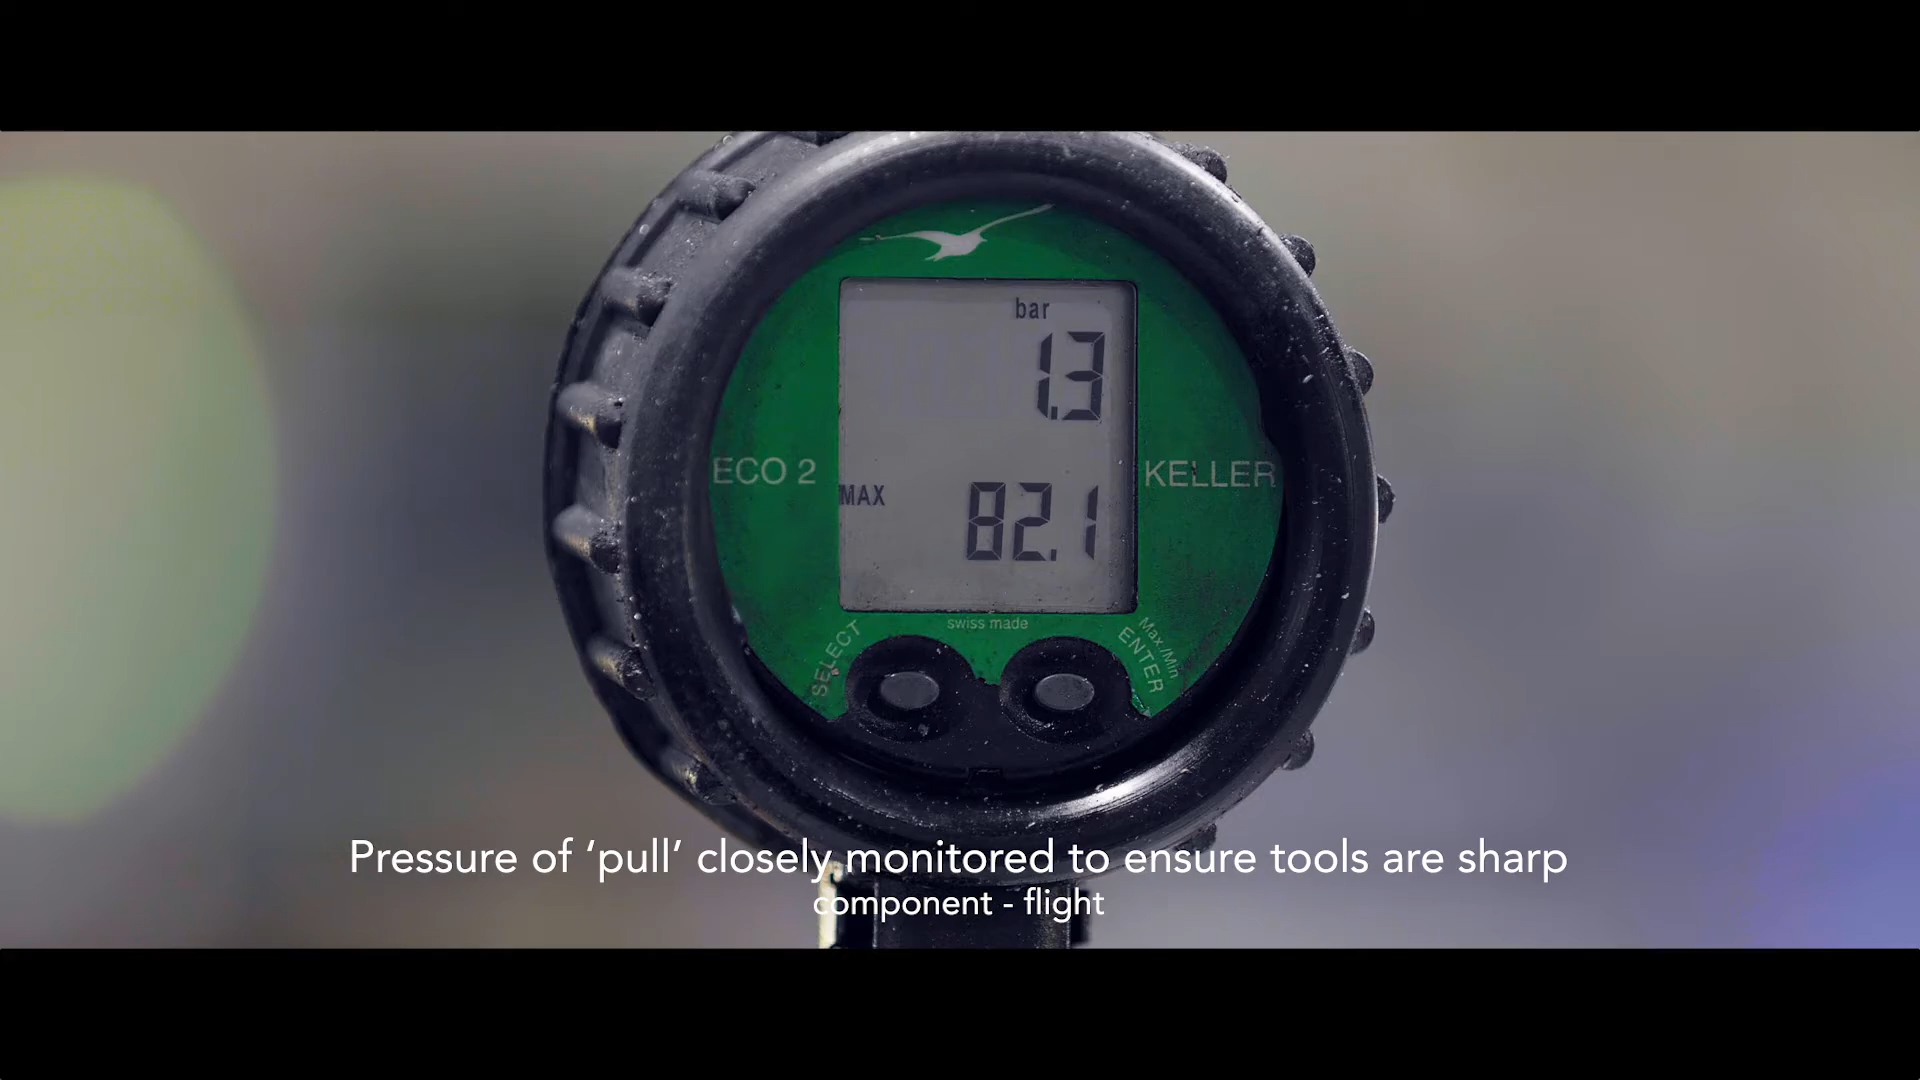 bar
1.3
ECO 2
KELLER
MAX
82.1
swiss made
SELECT
Max./Min
ENTER
Pressure of ‘pull’ closely monitored to ensure tools are sharp
component - flight